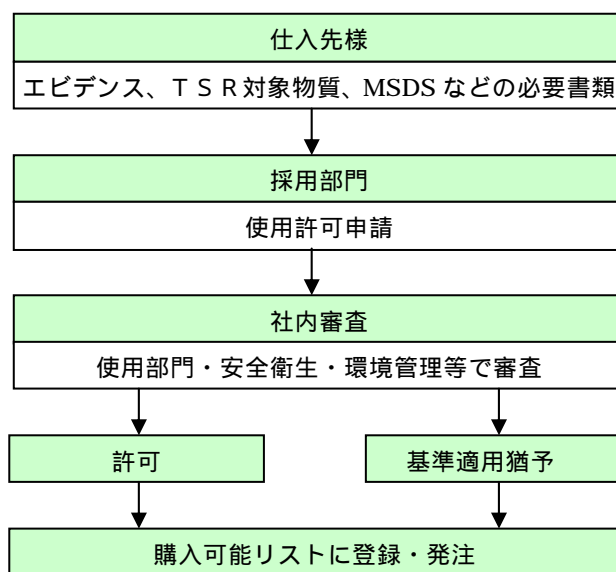 仕入先様
エビデンス、ＴＳＲ対象物質、MSDS などの必要書類
採用部門
使用許可申請
社内審査
使用部門・安全衛生・環境管理等で審査
許可
基準適用猶予
購入可能リストに登録・発注